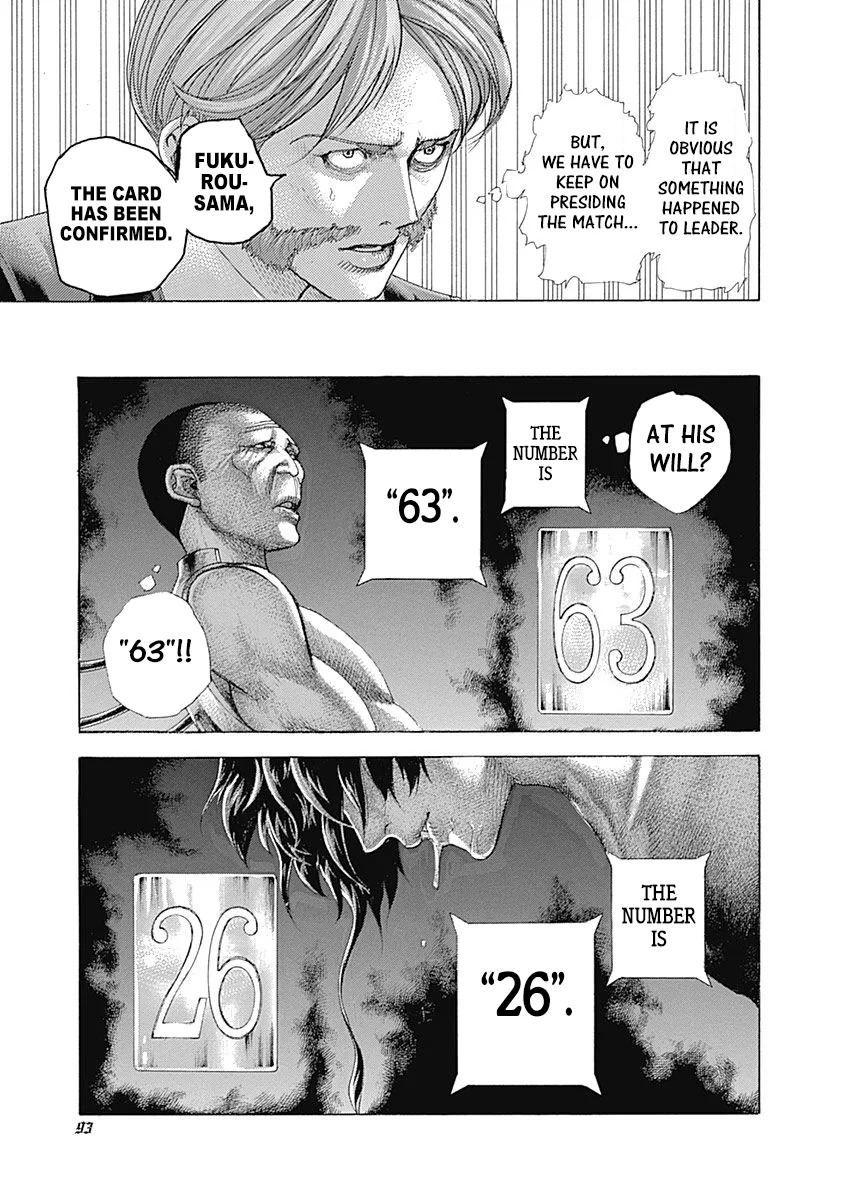 IT IS
OBVIOUS
THAT
SOMETHING
HAPPENED
TO LEADER.
BUT,
WE HAVE TO
KEEP ON
PRESIDING
THE MATCH...
FUKU-
ROU-
SAMA,
THE CARD
HAS BEEN
CONFIRMED.
AT HIS
WILL?
THE
NUMBER
IS
"63".
63
"63"!!
THE
NUMBER
IS
"26".
26
93